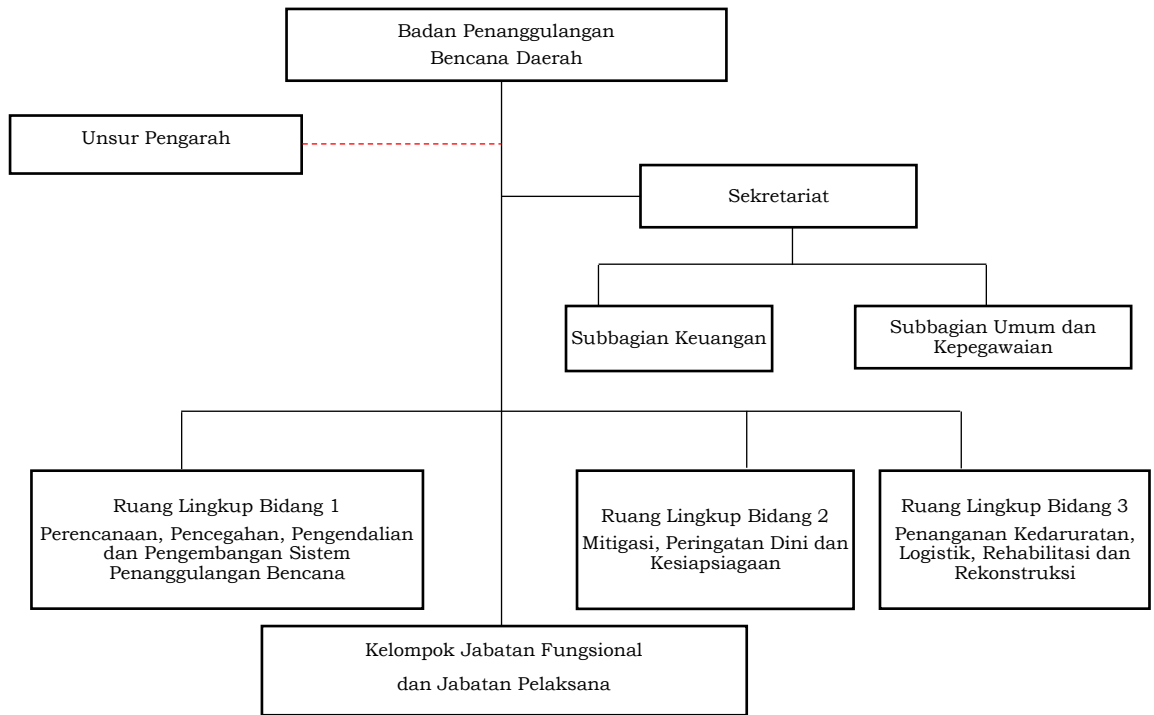 Badan Penanggulangan
Bencana Daerah
Unsur Pengarah
Sekretariat
Subbagian Keuangan
Subbagian Umum dan
Kepegawaian
Ruang Lingkup Bidang 1
Perencanaan, Pencegahan, Pengendalian
dan Pengembangan Sistem
Penanggulangan Bencana
Ruang Lingkup Bidang 2
Mitigasi, Peringatan Dini dan
Kesiapsiagaan
Ruang Lingkup Bidang 3
Penanganan Kedaruratan,
Logistik, Rehabilitasi dan
Rekonstruksi
Kelompok Jabatan Fungsional
dan Jabatan Pelaksana